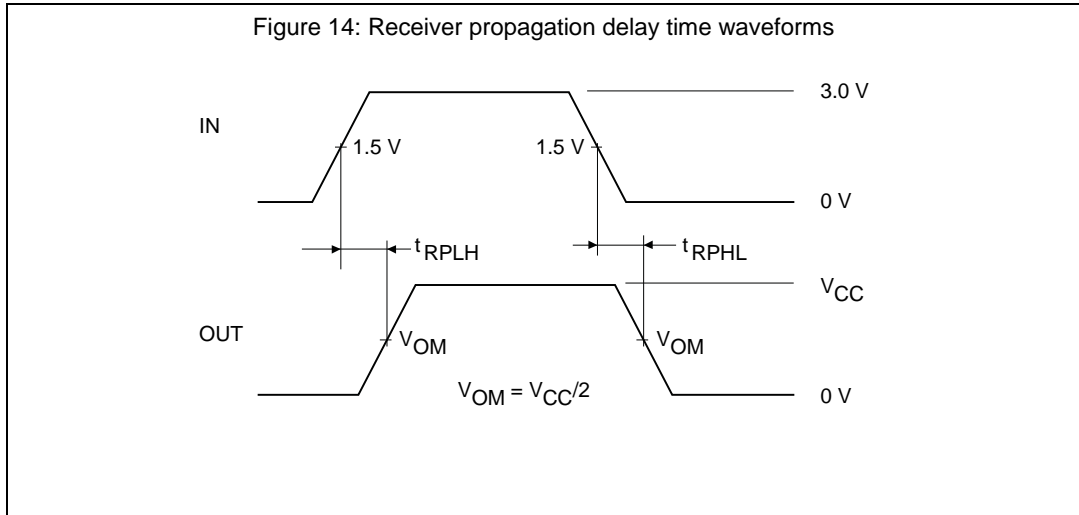 Figure 14: Receiver propagation delay time waveforms
3.0 V
IN
1.5 V
1.5 V
0 V
tRPLH
tRPHL
VCC
OUT
VOM
VOM
VOM = VCC/2
0 V